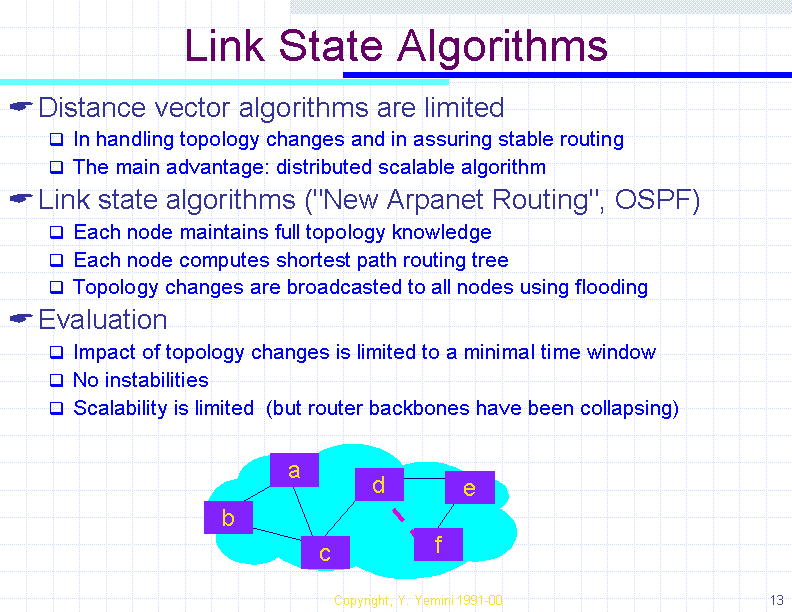 Link State Algorithms
Distance vector algorithms are limited
In handling topology changes and in assuring stable routing
The main advantage: distributed scalable algorithm
Link state algorithms ("New Arpanet Routing", OSPF)
Each node maintains full topology knowledge
Each node computes shortest path routing tree
Topology changes are broadcasted to all nodes using flooding
Evaluation
Impact of topology changes is limited to a minimal time window
No instabilities
Scalability is limited (but router backbones have been collapsing)
a
d
e
b
f
c
Copyright, Y. Yemini 1991-00
13